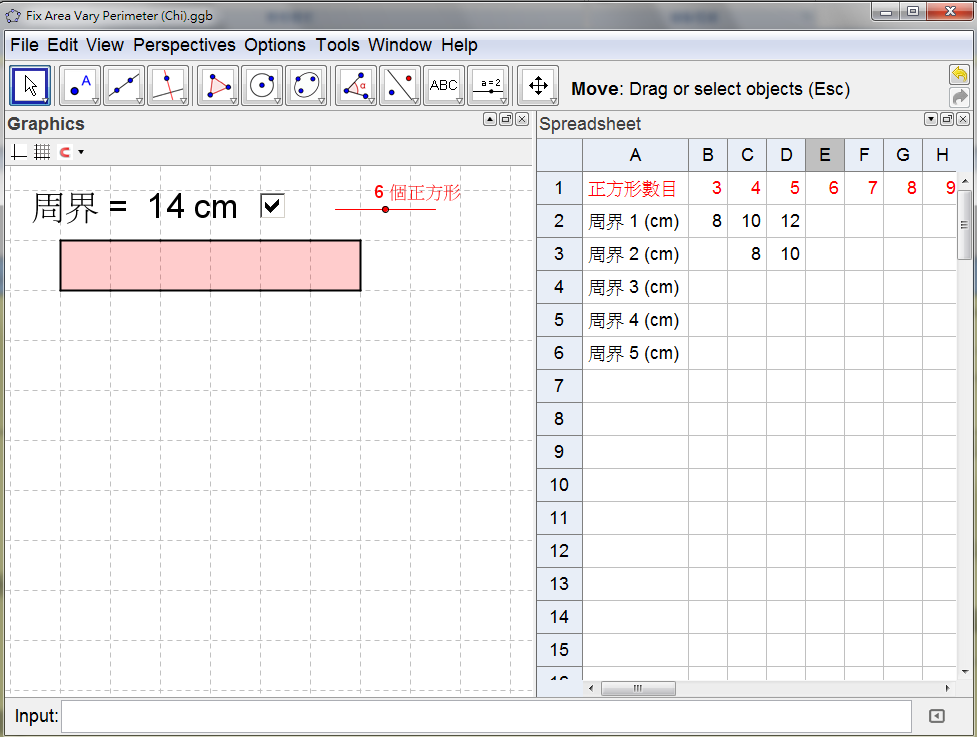 Fix Area Vary Perimeter (Chi).ggb
File Edit View Perspectives Options Tools Window Help
A
α
ABC
a=2
Move: Drag or select objects (Esc)
Graphics
Spreadsheet
周界 = 14 cm
6 個正方形
A B C D E F G H
1 正方形數目 3 4 5 6 7 8 9
2 周界 1 (cm) 8 10 12
3 周界 2 (cm) 8 10
4 周界 3 (cm)
5 周界 4 (cm)
6 周界 5 (cm)
7
8
9
10
11
12
13
14
15
Input: